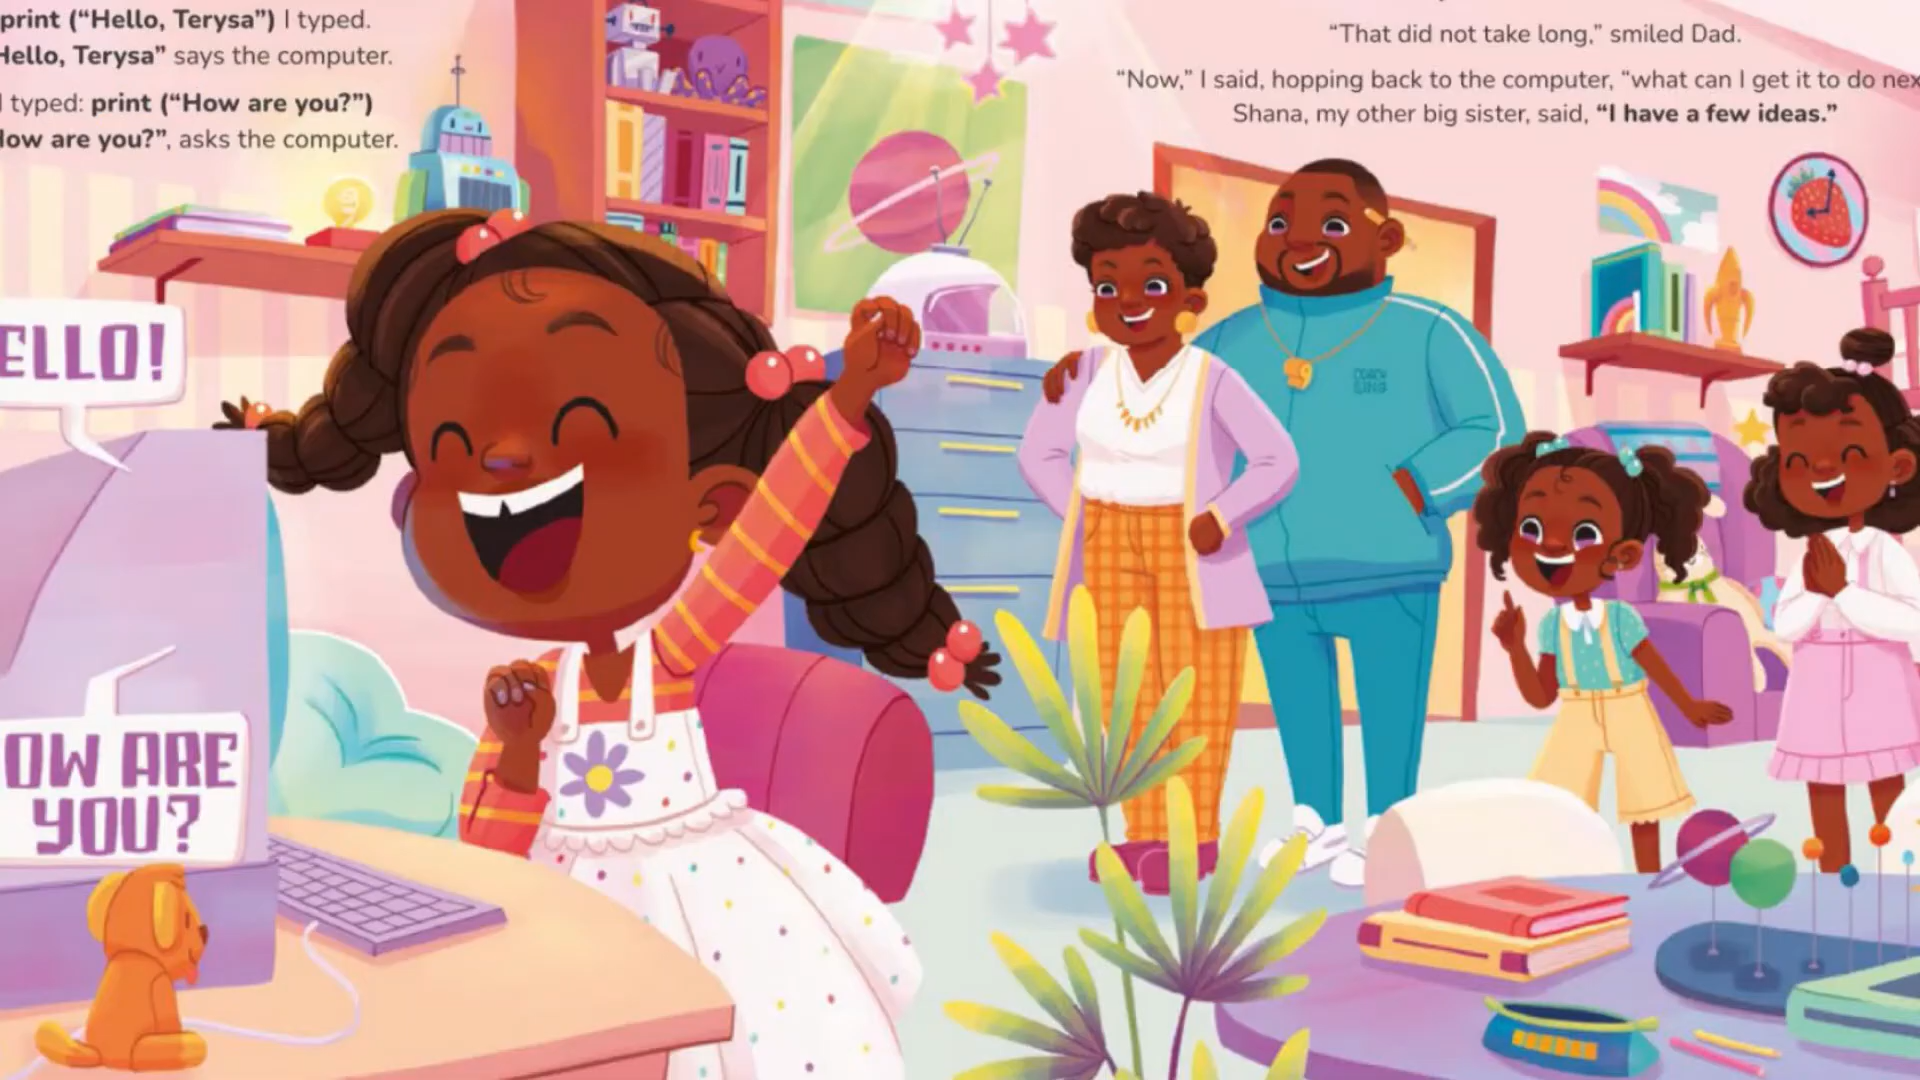 print (“Hello, Terysa”) I typed.
Hello, Terysa” says the computer.
I typed: print (“How are you?”)
How are you?”, asks the computer.
“That did not take long,” smiled Dad.
“Now,” I said, hopping back to the computer, “what can I get it to do nex
Shana, my other big sister, said, “I have a few ideas.”
ELLO!
OW ARE
YOU?